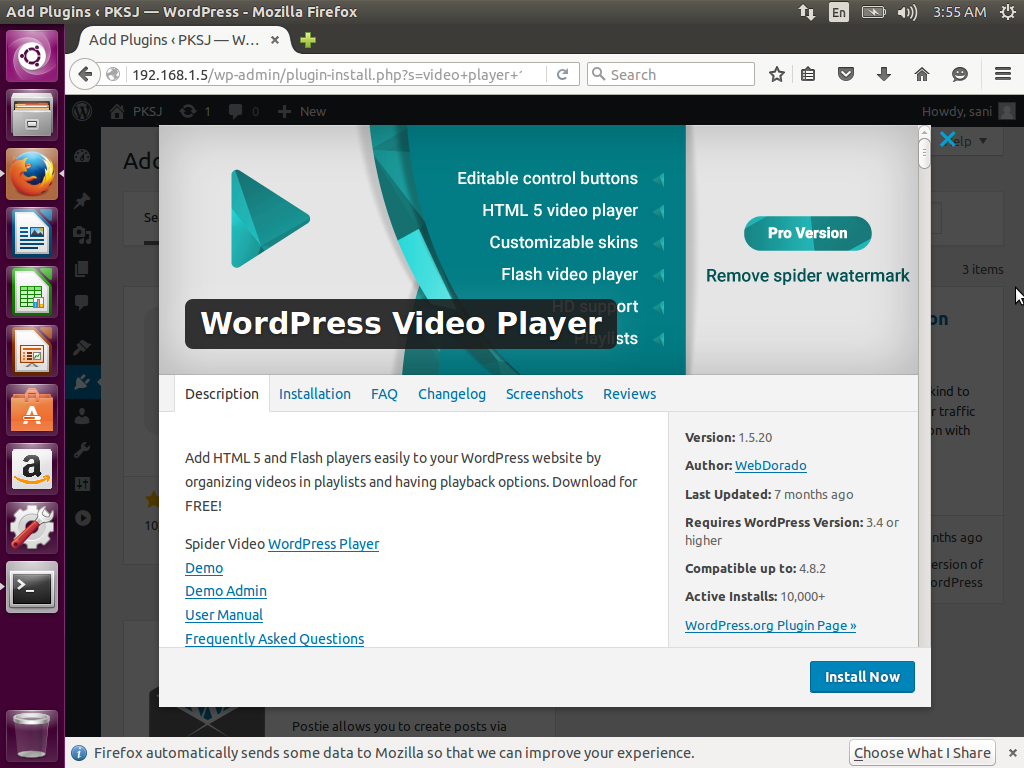 Add Plugins ‹ PKSJ — WordPress - Mozilla Firefox
En
3:55 AM
Add Plugins ‹ PKSJ — W...
192.168.1.5/wp-admin/plugin-install.php?s=video+player+
Search
PKSJ
1
0
New
Howdy, sani
Add
elp
Se
3 items
Editable control buttons
HTML 5 video player
Customizable skins
Flash video player
HD support
Playlists
Pro Version
Remove spider watermark
WordPress Video Player
on
kind to
r traffic
on with
Description
Installation
FAQ
Changelog
Screenshots
Reviews
Add HTML 5 and Flash players easily to your WordPress website by
organizing videos in playlists and having playback options. Download for
FREE!
Spider Video WordPress Player
Demo
Demo Admin
User Manual
Frequently Asked Questions
Version: 1.5.20
Author: WebDorado
Last Updated: 7 months ago
Requires WordPress Version: 3.4 or
higher
Compatible up to: 4.8.2
Active Installs: 10,000+
WordPress.org Plugin Page »
10,
nths ago
ersion of
ordPress
Install Now
Postie allows you to create posts via
Firefox automatically sends some data to Mozilla so that we can improve your experience.
Choose What I Share